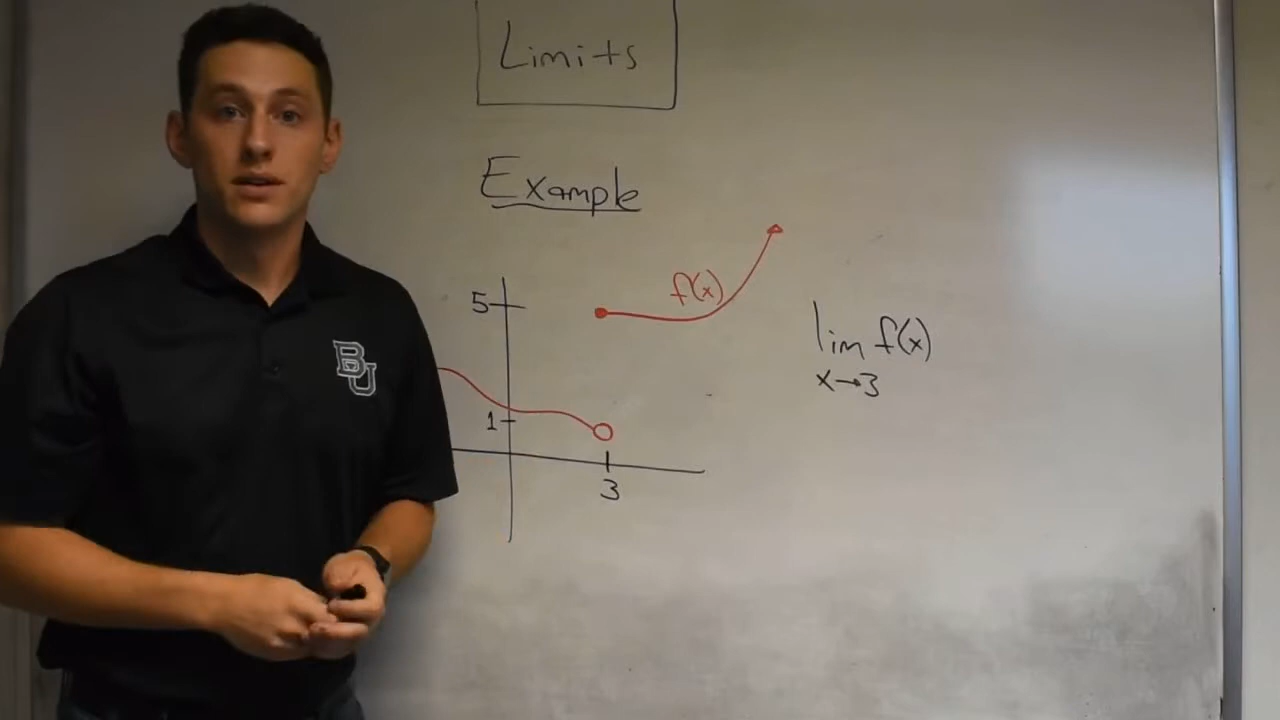 Limits
Example
f(x)
5
lim f(x)
x→3
BU
1
3